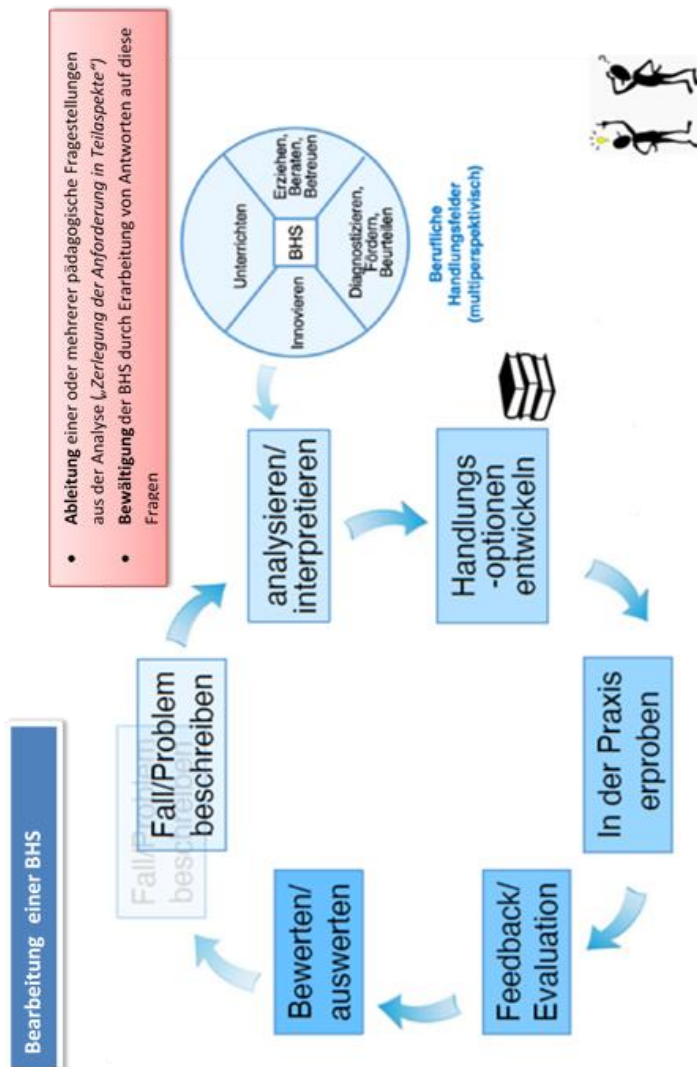 Bearbeitung einer BHS
• Ableitung einer oder mehrerer pädagogische Fragestellungen
aus der Analyse („Zerlegung der Anforderung in Teilaspekte“)
• Bewältigung der BHS durch Erarbeitung von Antworten auf diese
Fragen
Fall/Problem
beschreiben
Fall/Problem
beschreiben
analysieren/
interpretieren
Handlungs
-optionen
entwickeln
In der Praxis
erproben
Feedback/
Evaluation
Bewerten/
auswerten
Unterrichten
Erziehen,
Beraten,
Betreuen
BHS
Innovieren
Diagnostizieren,
Fördern,
Beurteilen
Berufliche
Handlungsfelder
(multiperspektivisch)